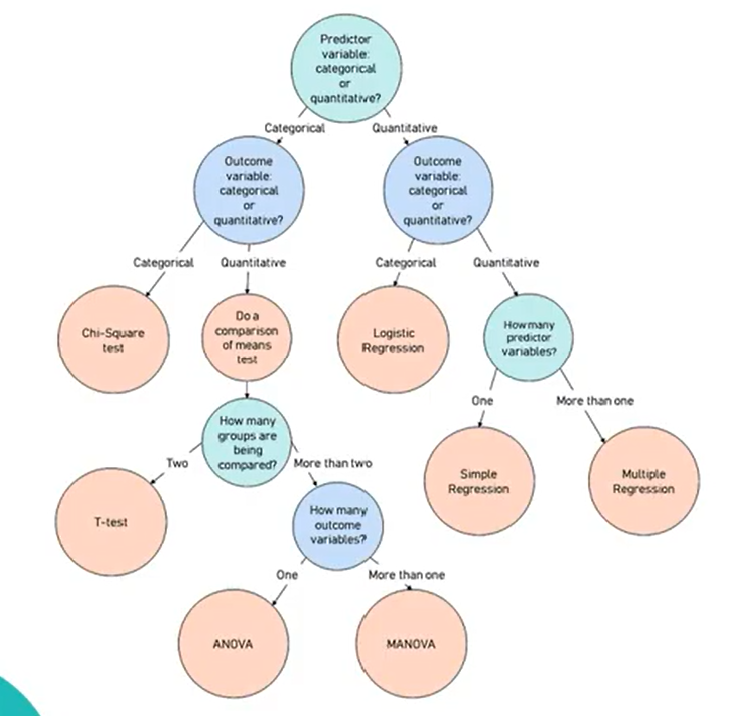 Predictor
variable:
categorical
or
quantitative?
Categorical
Quantitative
Outcome
variable:
categorical
or
quantitative?
Outcome
variable:
categorical
or
quantitative?
Categorical
Quantitative
Categorical
Quantitative
Chi-Square
test
Do a
comparison
of means
test
Logistic
Regression
How many
predictor
variables?
One
More than one
How many
groups are
being
compared?
Two
More than two
Simple
Regression
Multiple
Regression
T-test
How many
outcome
variables?
One
More than one
ANOVA
MANOVA